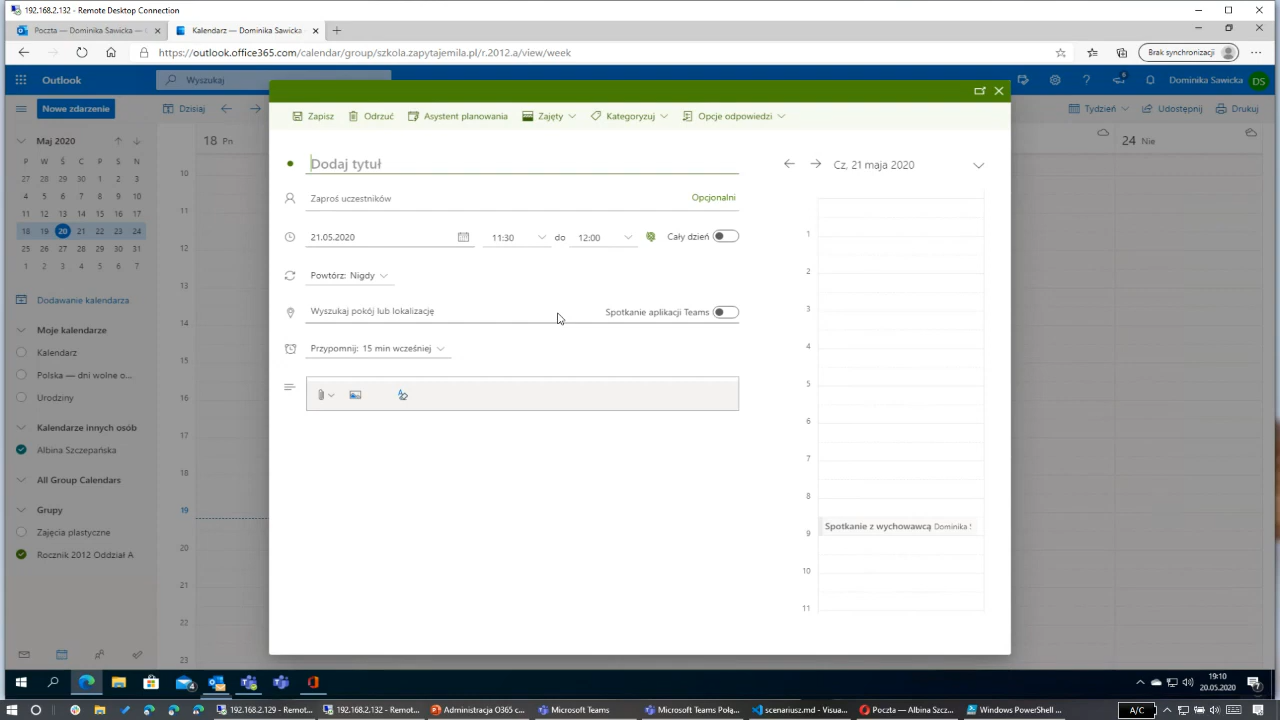 192.168.2.132 - Remote Desktop Connection
Poczta — Dominika Sawicka — L
Kalendarz — Dominika Sawicka
https://outlook.office365.com/calendar/group/szkola.zapytajemila.pl/r.2012.a/view/week
Brak synchronizacji
Outlook
Wyszukaj
Dominika Sawicka
DS
Nowe zdarzenie
Dzisiaj
Tydzień
Udostępnij
Drukuj
Zapisz
Odrzuć
Asystent planowania
Zajęty
Kategoryzuj
Opcje odpowiedzi
Maj 2020
18 Pn
24 Nie
P W Ś C P S N
27 28 29 30 1 2 3
4 5 6 7 8 9 10
11 12 13 14 15 16 17
18 19 20 21 22 23 24
25 26 27 28 29 30 31
1 2 3 4 5 6 7
Dodawanie kalendarza
Moje kalendarze
Kalendarz
Polska — dni wolne o...
Urodziny
Kalendarze innych osób
Albina Szczepańska
All Group Calendars
Grupy
Zajęcia plastyczne
Rocznik 2012 Oddział A
10
11
12
13
14
15
16
17
18
19
20
21
22
23
Dodaj tytuł
Zaproś uczestników
Opcjonalni
21.05.2020
11:30
do
12:00
Cały dzień
Powtórz: Nigdy
Wyszukaj pokój lub lokalizację
Spotkanie aplikacji Teams
Przypomnij: 15 min wcześniej
Cz, 21 maja 2020
1
2
3
4
5
6
7
8
Spotkanie z wychowawcą Dominika S
9
10
11
4
19:10
20.05.2020
7
192.168.2.129 - Remot...
192.168.2.132 - Remot...
Administracja O365 c...
Microsoft Teams
Microsoft Teams Połą...
scenariusz.md - Visua...
Poczta — Albina Szc...
Windows PowerShell ...
A/C